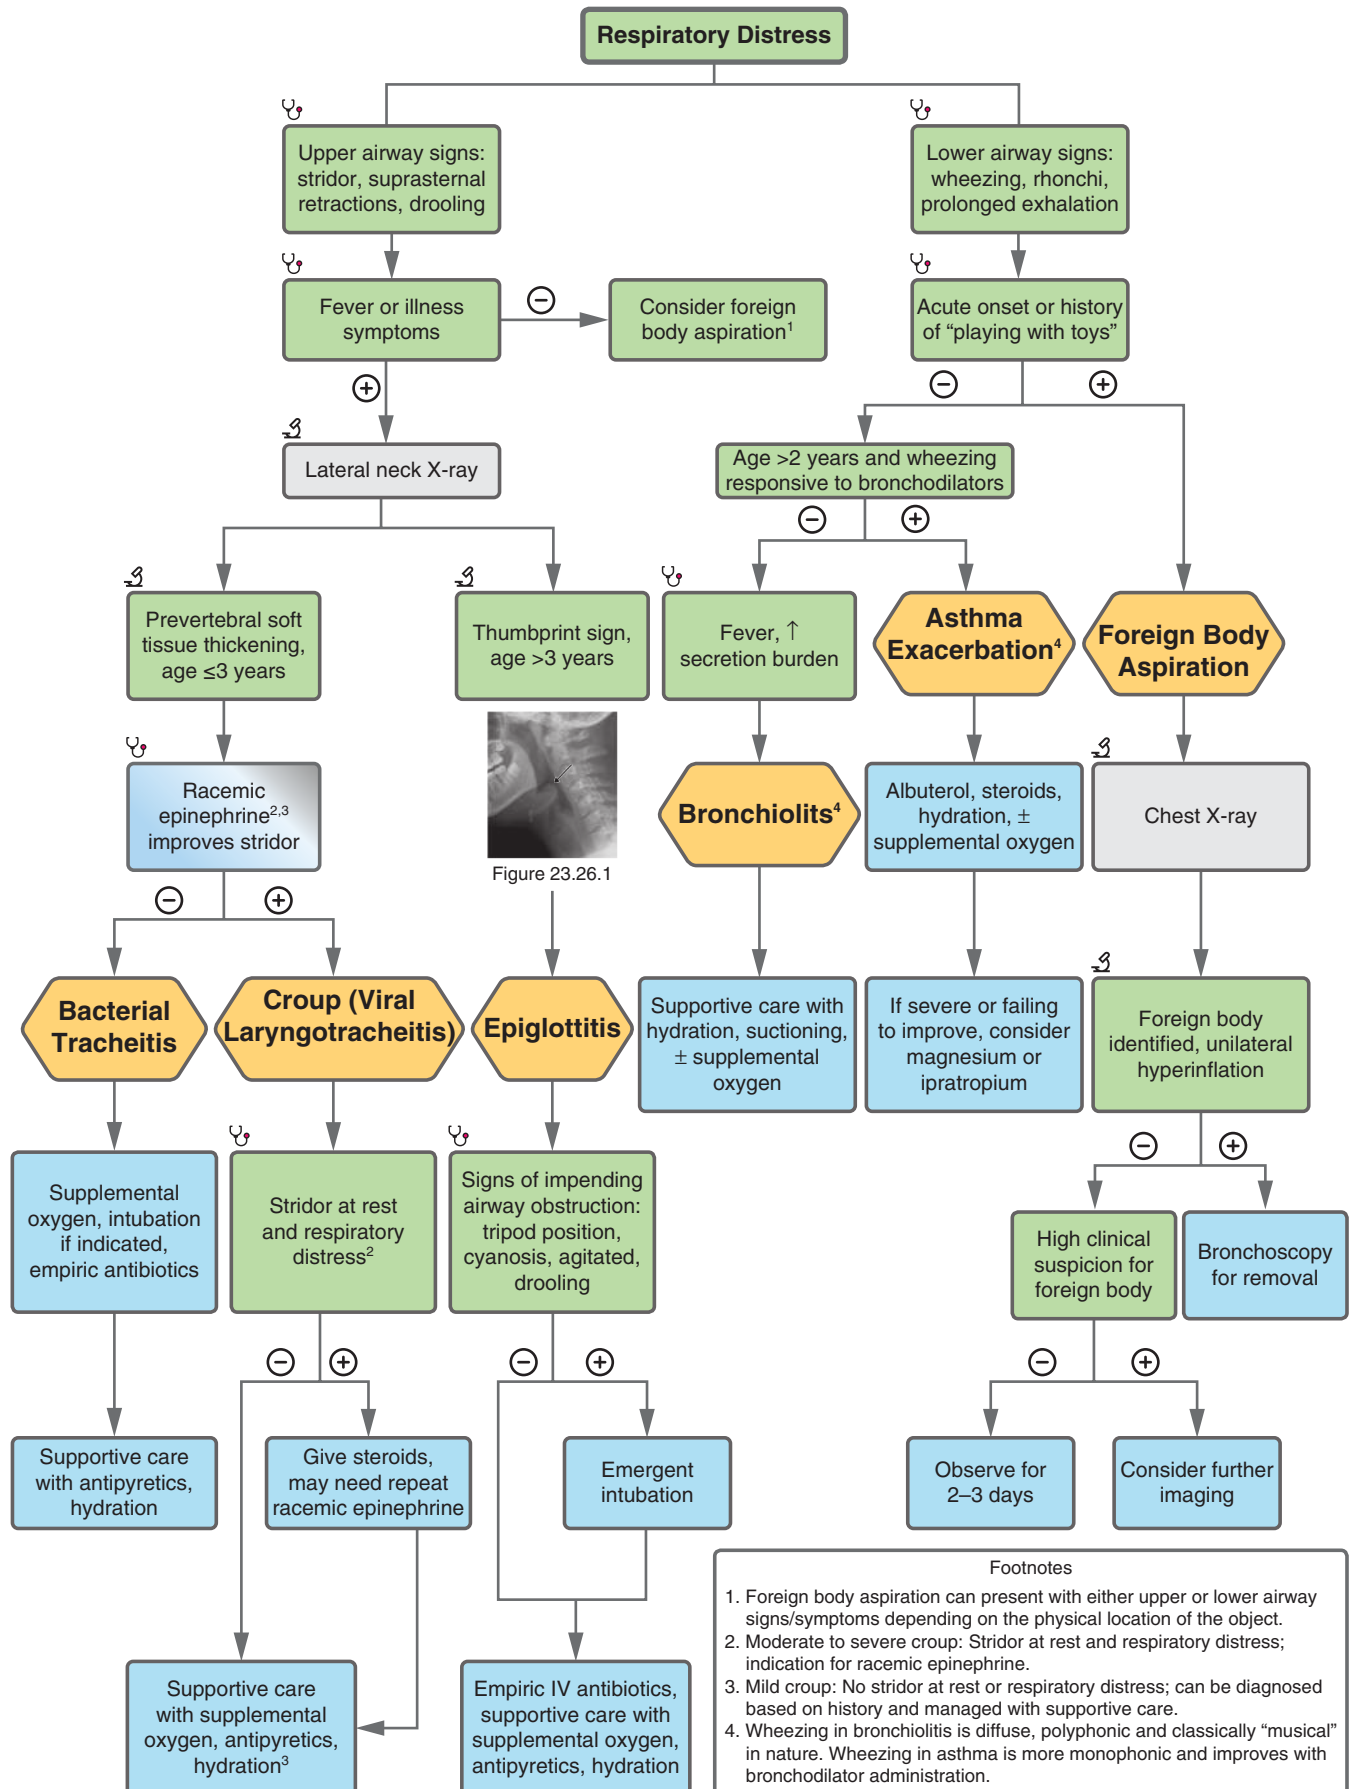 Respiratory Distress
Upper airway signs:
stridor, suprasternal
retractions, drooling
Lower airway signs:
wheezing, rhonchi,
prolonged exhalation
Fever or illness
symptoms
−
Consider foreign
body aspiration1
Acute onset or history
of “playing with toys”
+
−
+
Lateral neck X-ray
Age >2 years and wheezing
responsive to bronchodilators
−
+
Prevertebral soft
tissue thickening,
age ≤3 years
Thumbprint sign,
age >3 years
Fever, ↑
secretion burden
Asthma
Exacerbation4
Foreign Body
Aspiration
Racemic
epinephrine2,3
improves stridor
Figure 23.26.1
Bronchiolits4
Albuterol, steroids,
hydration, ±
supplemental oxygen
Chest X-ray
−
+
Bacterial
Tracheitis
Croup (Viral
Laryngotracheitis)
Epiglottitis
Supportive care with
hydration, suctioning,
± supplemental
oxygen
If severe or failing
to improve, consider
magnesium or
ipratropium
Foreign body
identified, unilateral
hyperinflation
−
+
Supplemental
oxygen, intubation
if indicated,
empiric antibiotics
Stridor at rest
and respiratory
distress2
Signs of impending
airway obstruction:
tripod position,
cyanosis, agitated,
drooling
High clinical
suspicion for
foreign body
Bronchoscopy
for removal
−
+
−
+
−
+
Supportive care
with antipyretics,
hydration
Give steroids,
may need repeat
racemic epinephrine
Emergent
intubation
Observe for
2–3 days
Consider further
imaging
Supportive care
with supplemental
oxygen, antipyretics,
hydration3
Empiric IV antibiotics,
supportive care with
supplemental oxygen,
antipyretics, hydration
Footnotes
1. Foreign body aspiration can present with either upper or lower airway
signs/symptoms depending on the physical location of the object.
2. Moderate to severe croup: Stridor at rest and respiratory distress;
indication for racemic epinephrine.
3. Mild croup: No stridor at rest or respiratory distress; can be diagnosed
based on history and managed with supportive care.
4. Wheezing in bronchiolitis is diffuse, polyphonic and classically “musical”
in nature. Wheezing in asthma is more monophonic and improves with
bronchodilator administration.